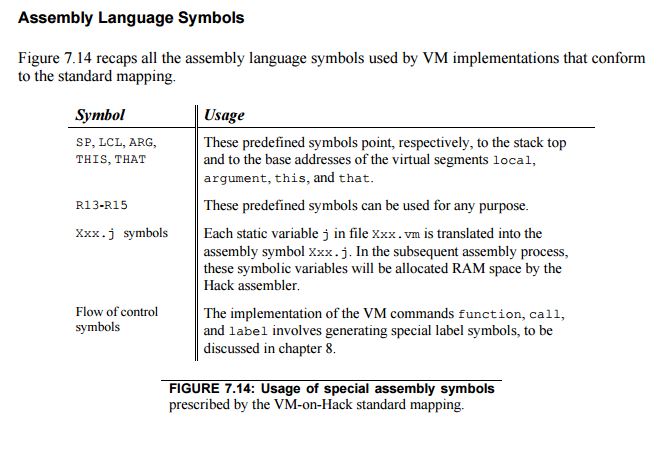 Assembly Language Symbols
Figure 7.14 recaps all the assembly language symbols used by VM implementations that conform
to the standard mapping.
Symbol Usage
SP, LCL, ARG, These predefined symbols point, respectively, to the stack top
THIS, THAT and to the base addresses of the virtual segments local,
argument, this, and that.
R13-R15 These predefined symbols can be used for any purpose.
Xxx.j symbols Each static variable j in file Xxx.vm is translated into the
assembly symbol Xxx.j. In the subsequent assembly process,
these symbolic variables will be allocated RAM space by the
Hack assembler.
Flow of control The implementation of the VM commands function, call,
symbols and label involves generating special label symbols, to be
discussed in chapter 8.
FIGURE 7.14: Usage of special assembly symbols
prescribed by the VM-on-Hack standard mapping.